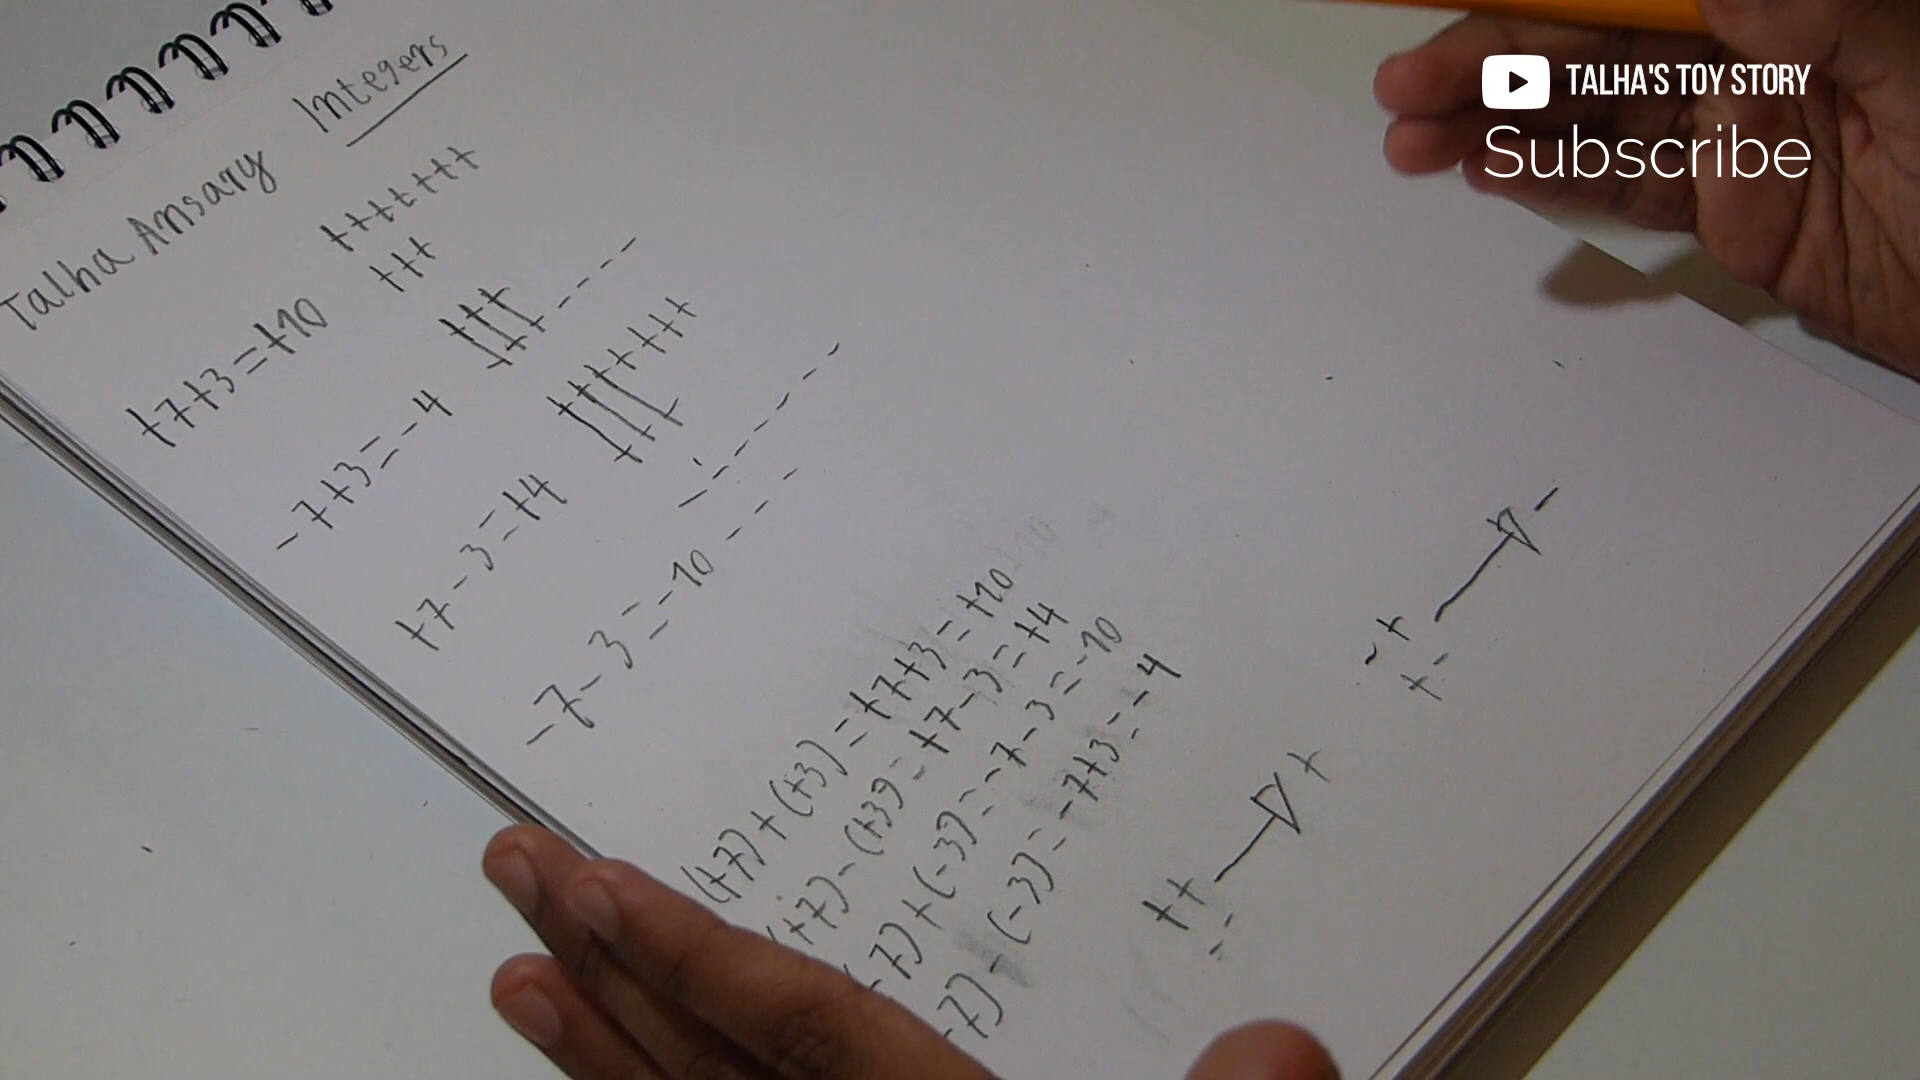 TALHA'S TOY STORY
Subscribe
Talha Ansary
Integers
+7+3=+10 +++++++
+++
-7+3=-4 +++----
+7-3=+4 +++++++
-7-3=-10 -------
---
(+7)+(+3)=+7+3=+10
(+7)-(+3)=+7-3=+4
-7)+(-3)=-7-3=-10
-7)-(-3)=-7+3=-4
++ → +
--
-+ → -
+-